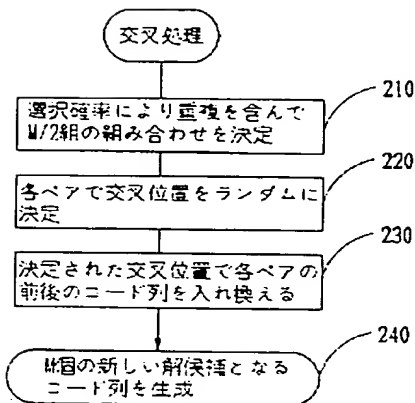 交叉処理
210
選択確率により重複を含んで
M/2組の組み合わせを決定
220
各ペアで交叉位置をランダムに
決定
230
決定された交叉位置で各ペアの
前後のコード列を入れ換える
240
M個の新しい解候補となる
コード列を生成